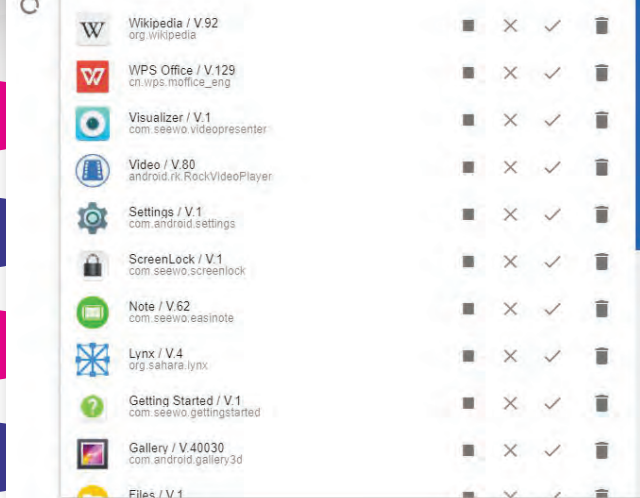 Wikipedia / V.92
org.wikipedia
WPS Office / V.129
cn.wps.moffice_eng
Visualizer / V.1
com.seewo.videopresenter
Video / V.80
android.rk.RockVideoPlayer
Settings / V.1
com.android.settings
ScreenLock / V.1
com.seewo.screenlock
Note / V.62
com.seewo.easinote
Lynx / V.4
org.sahara.lynx
Getting Started / V.1
com.seewo.gettingstarted
Gallery / V.40030
com.android.gallery3d
Files / V.1